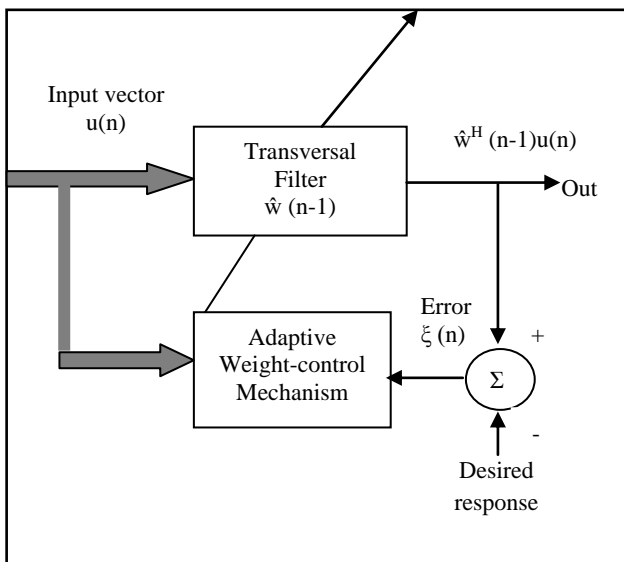 Input vector
u(n)
Transversal
Filter
ŵ (n-1)
ŵᴴ (n-1)u(n)
Out
Error
ξ (n)
+
Adaptive
Weight-control
Mechanism
Σ
-
Desired
response